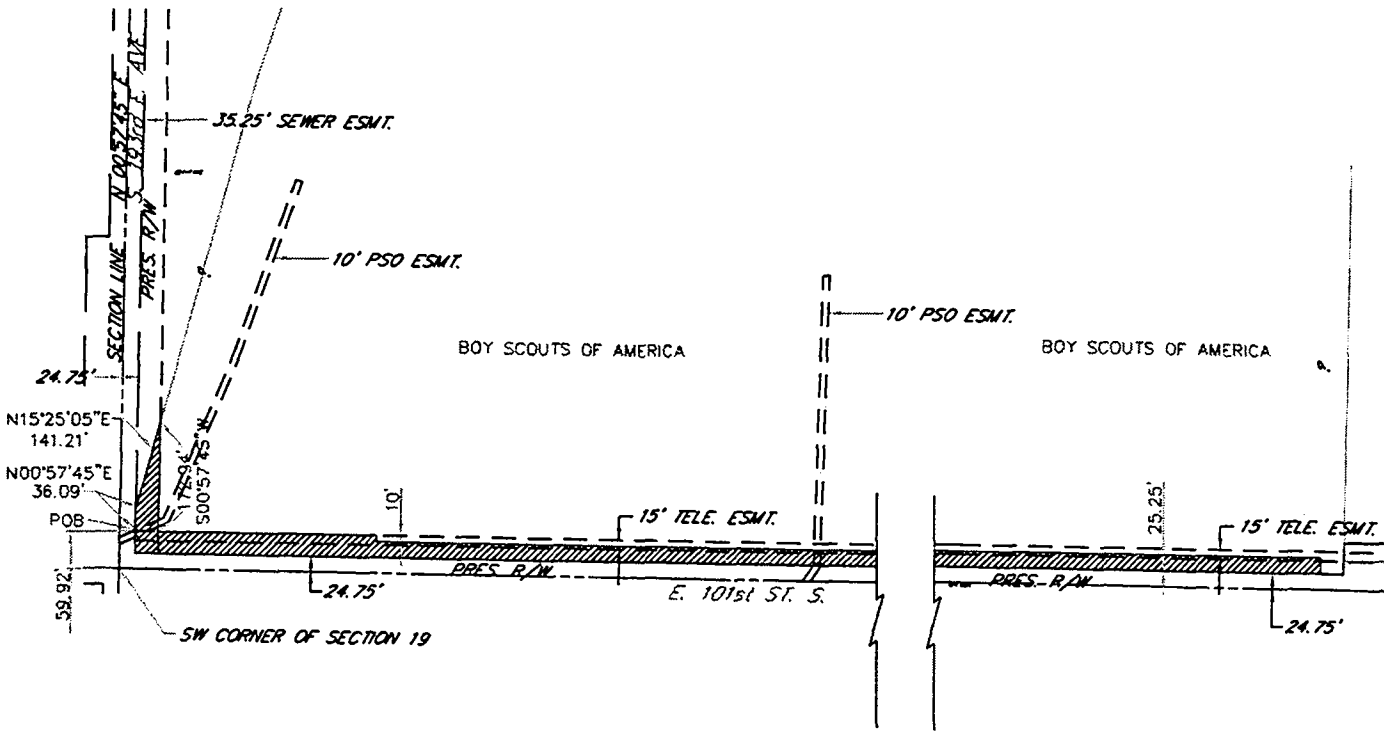 SECTION LINE N 00°57'45" E
S. 193rd E. AVE
PRES. R/W
35.25' SEWER ESMT.
10' PSO ESMT.
10' PSO ESMT.
BOY SCOUTS OF AMERICA
BOY SCOUTS OF AMERICA
24.75'
N15°25'05"E
141.21'
N00°57'45"E
36.09'
POB
172.94'
S00°57'45"W
10'
15' TELE. ESMT.
25.25'
15' TELE. ESMT.
59.92'
PRES. R/W
PRES. R/W
24.75'
E. 101st ST. S.
24.75'
SW CORNER OF SECTION 19